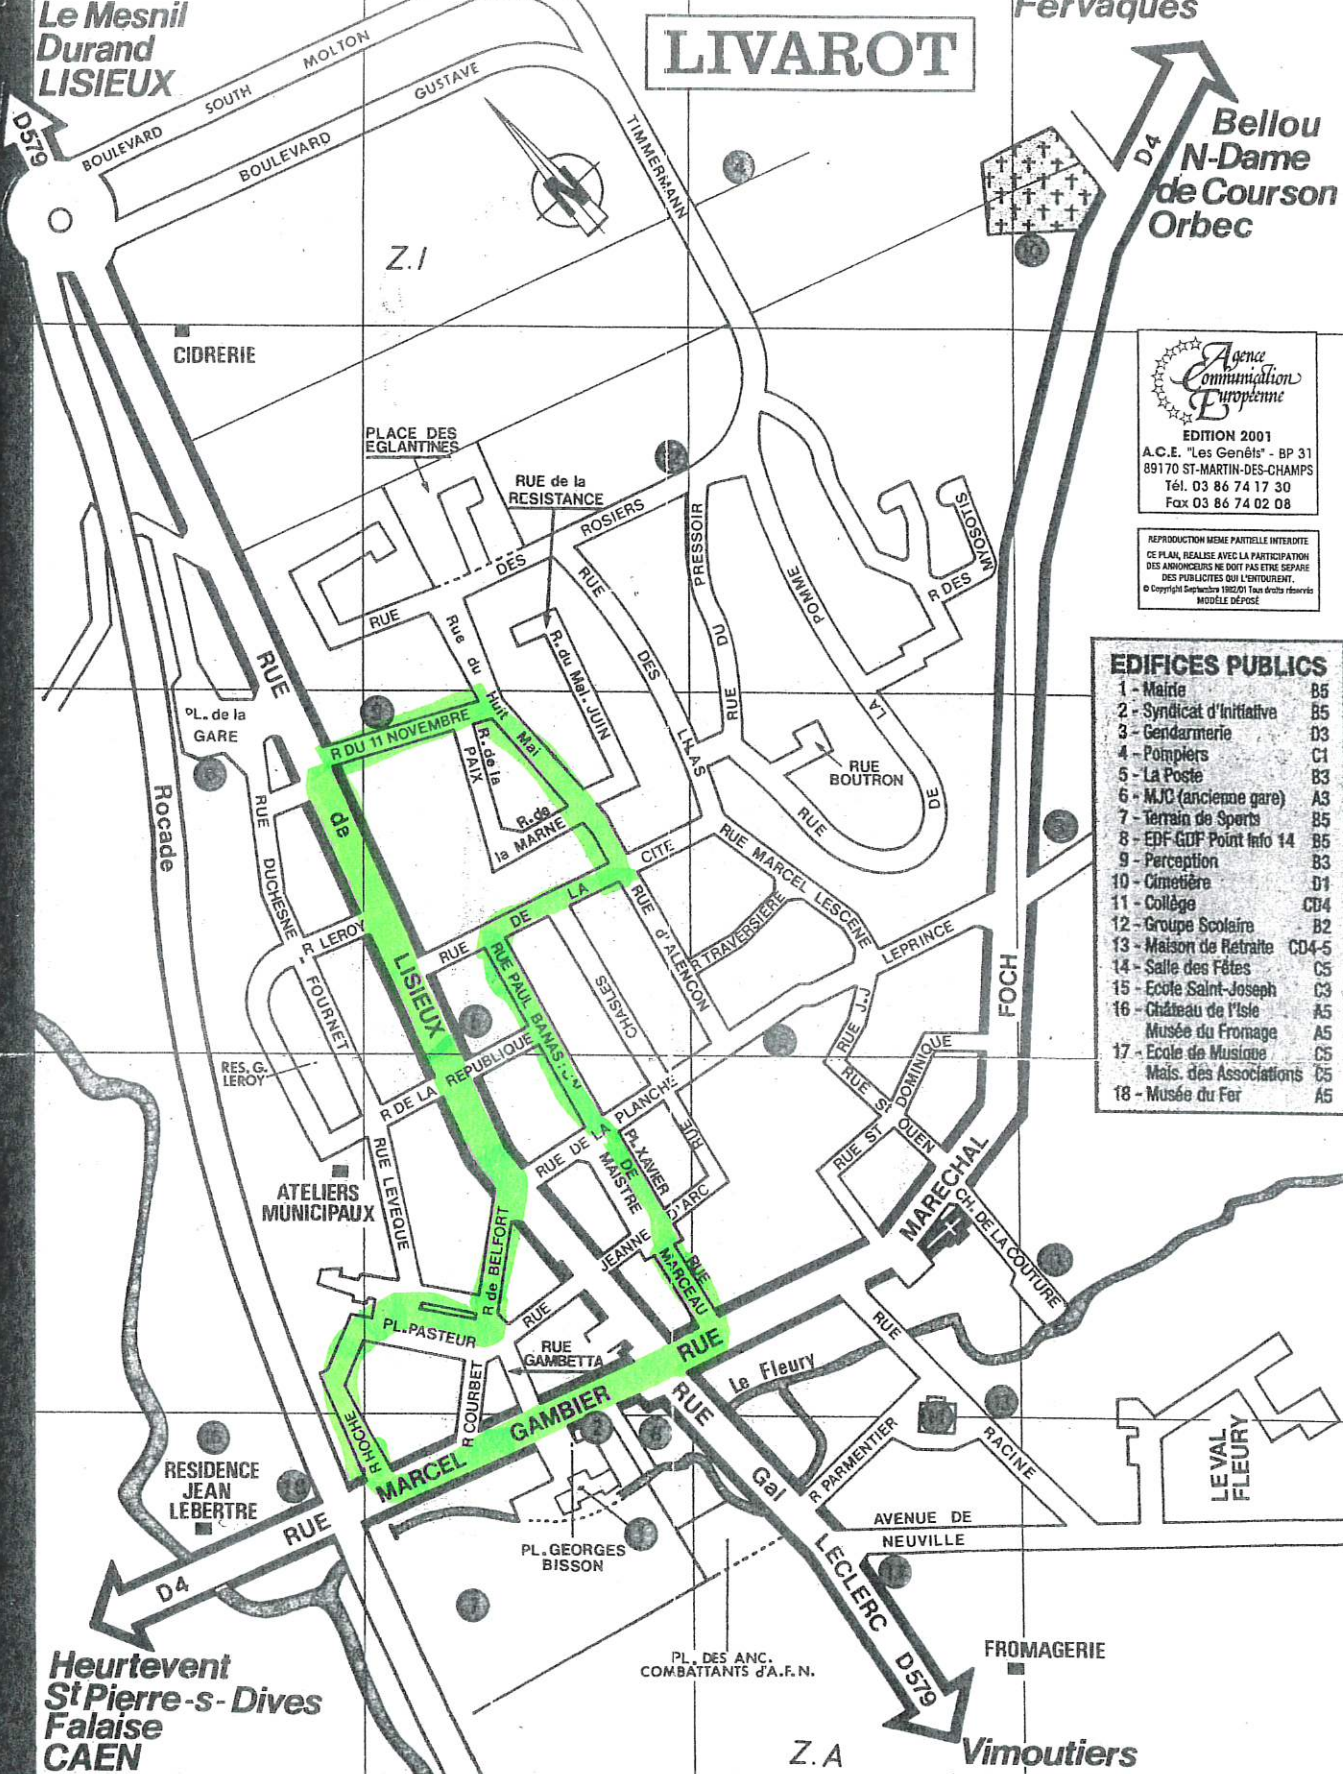 Le Mesnil
Durand
LISIEUX
Fervaques
LIVAROT
D579
BOULEVARD SOUTH MOLTON
BOULEVARD GUSTAVE
TIMMERMANN
N
4
D4
Bellou
N-Dame
de Courson
Orbec
10
Z.I
CIDRERIE
Agence
Communication
Européenne
EDITION 2001
A.C.E. "Les Genêts" - BP 31
89170 ST-MARTIN-DES-CHAMPS
Tél. 03 86 74 17 30
Fax 03 86 74 02 08
REPRODUCTION MEME PARTIELLE INTERDITE
CE PLAN, REALISE AVEC LA PARTICIPATION
DES ANNONCEURS NE DOIT PAS ETRE SEPARE
DES PUBLICITES QUI L'ENTOURENT.
© Copyright Septembre 1982/01 Tous droits réservés
MODÈLE DÉPOSÉ
PLACE DES
EGLANTINES
RUE de la
RESISTANCE
RUE DES ROSIERS
RUE DU PRESSOIR
RUE DE LA POMME
R DES MYOSOTIS
RUE DES LILAS
Rue du Huit Mai
R. du Mal. JUIN
EDIFICES PUBLICS
1 - Mairie B5
2 - Syndicat d'Initiative B5
3 - Gendarmerie D3
4 - Pompiers C1
5 - La Poste B3
6 - MJC (ancienne gare) A3
7 - Terrain de Sports B5
8 - EDF-GDF Point Info 14 B5
9 - Perception B3
10 - Cimetière D1
11 - Collège CD4
12 - Groupe Scolaire B2
13 - Maison de Retraite CD4-5
14 - Salle des Fêtes C5
15 - Ecole Saint-Joseph C3
16 - Château de l'Isle A5
Musée du Fromage A5
17 - Ecole de Musique C5
Mais. des Associations C5
18 - Musée du Fer A5
PL. de la
GARE
R DU 11 NOVEMBRE
R. de la
PAIX
R. de
la MARNE
RUE
BOUTRON
Rocade
RUE de LISIEUX
RUE DUCHESNE FOURNET
R LEROY
RES. G.
LEROY
RUE DE LA CITE
RUE MARCEL LESCENE
RUE d'ALENCON
R TRAVERSIERE
LEPRINCE
RUE PAUL BANASTON
CHASLES
R DE LA REPUBLIQUE
RUE DE LA PLANCHE
RUE J.J
RUE ST DOMINIQUE
RUE ST OUEN
MARECHAL FOCH
CH. DE LA COUTURE
ATELIERS
MUNICIPAUX
RUE LEVEQUE
PL. XAVIER
DE
MAISTRE
RUE JEANNE D'ARC
R de BELFORT
RUE
MARCEAU
PL. PASTEUR
RUE
GAMBETTA
R HOCHE
R COURBET
RUE MARCEL GAMBIER
RUE
Le Fleury
RUE RACINE
R PARMENTIER
LE VAL
FLEURY
RESIDENCE
JEAN
LEBERTRE
AVENUE DE
NEUVILLE
PL. GEORGES
BISSON
RUE Gal LECLERC
D579
D4
PL. DES ANC.
COMBATTANTS d'A.F.N.
FROMAGERIE
Heurtevent
St Pierre-s-Dives
Falaise
CAEN
Z.A
Vimoutiers